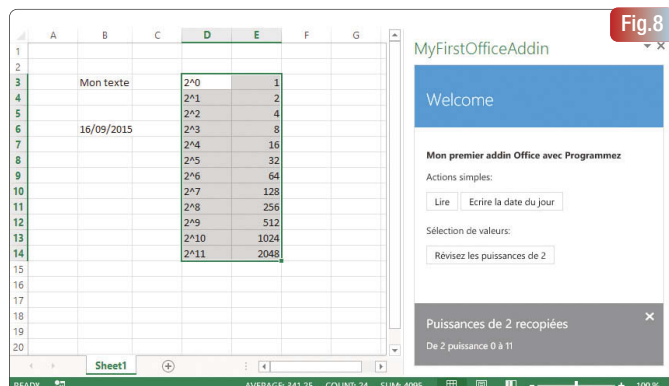 Fig.8
A B C D E F G
MyFirstOfficeAddin
1
2
3 Mon texte 2^0 1
4 2^1 2
5 2^2 4
6 16/09/2015 2^3 8
7 2^4 16
8 2^5 32
9 2^6 64
10 2^7 128
11 2^8 256
12 2^9 512
13 2^10 1024
14 2^11 2048
15
16
17
18
19
20
Sheet1
READY AVERAGE: 341,25 COUNT: 24 SUM: 4095 100 %
Welcome
Mon premier addin Office avec Programmez
Actions simples:
Lire Ecrire la date du jour
Sélection de valeurs:
Révisez les puissances de 2
Puissances de 2 recopiées
De 2 puissance 0 à 11